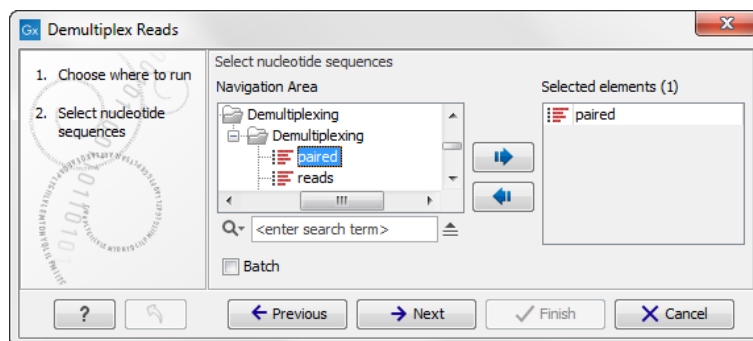 Gx Demultiplex Reads
1. Choose where to run
2. Select nucleotide
sequences
Select nucleotide sequences
Navigation Area
Demultiplexing
Demultiplexing
paired
reads
<enter search term>
Batch
Selected elements (1)
paired
?
Previous
Next
Finish
Cancel